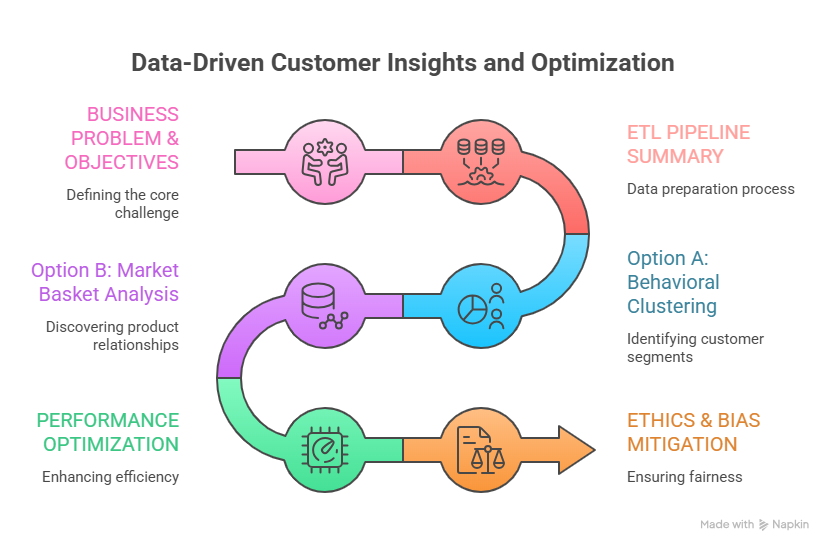 Data-Driven Customer Insights and Optimization
BUSINESS
PROBLEM &
OBJECTIVES
Defining the core
challenge
ETL PIPELINE
SUMMARY
Data preparation process
Option A:
Behavioral
Clustering
Identifying customer
segments
Option B: Market
Basket Analysis
Discovering product
relationships
PERFORMANCE
OPTIMIZATION
Enhancing efficiency
ETHICS & BIAS
MITIGATION
Ensuring fairness
Made with Napkin